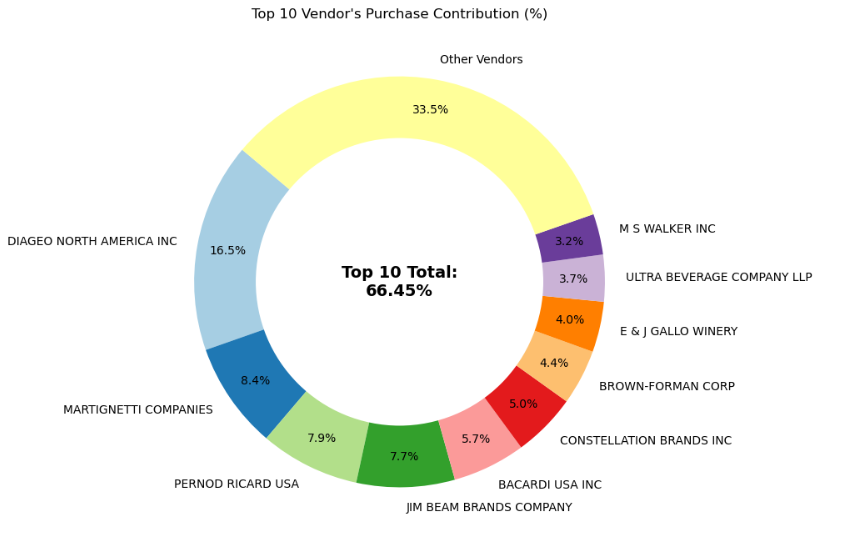 Top 10 Vendor's Purchase Contribution (%)
Other Vendors
33.5%
DIAGEO NORTH AMERICA INC
16.5%
M S WALKER INC
3.2%
ULTRA BEVERAGE COMPANY LLP
3.7%
Top 10 Total:
66.45%
E & J GALLO WINERY
4.0%
BROWN-FORMAN CORP
4.4%
MARTIGNETTI COMPANIES
8.4%
CONSTELLATION BRANDS INC
5.0%
PERNOD RICARD USA
7.9%
BACARDI USA INC
5.7%
JIM BEAM BRANDS COMPANY
7.7%